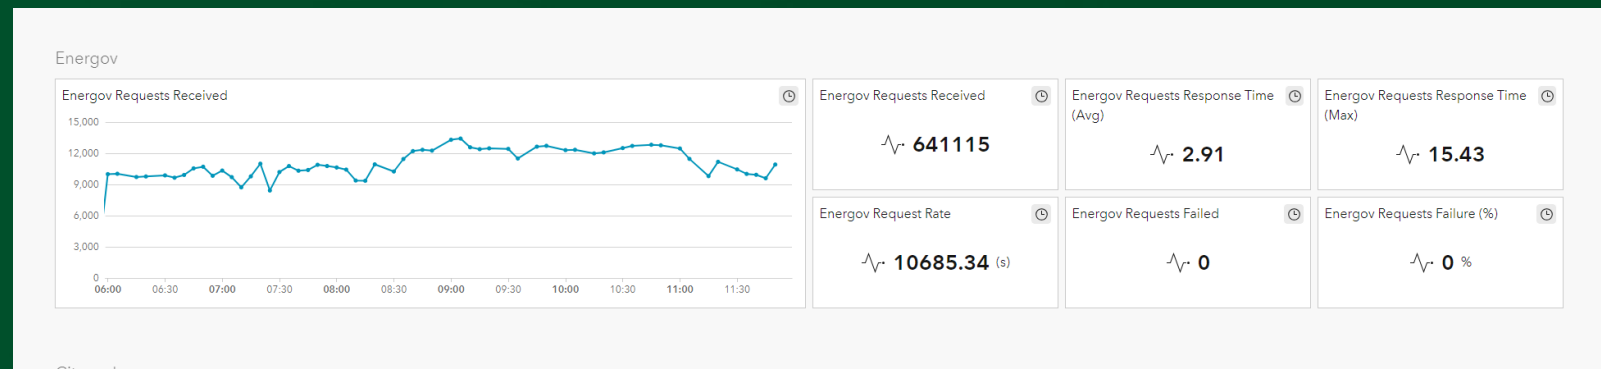 Energov
Energov Requests Received
15,000
12,000
9,000
6,000
3,000
0
06:00 06:30 07:00 07:30 08:00 08:30 09:00 09:30 10:00 10:30 11:00 11:30
Energov Requests Received
641115
Energov Requests Response Time
(Avg)
2.91
Energov Requests Response Time
(Max)
15.43
Energov Request Rate
10685.34 (s)
Energov Requests Failed
0
Energov Requests Failure (%)
0 %